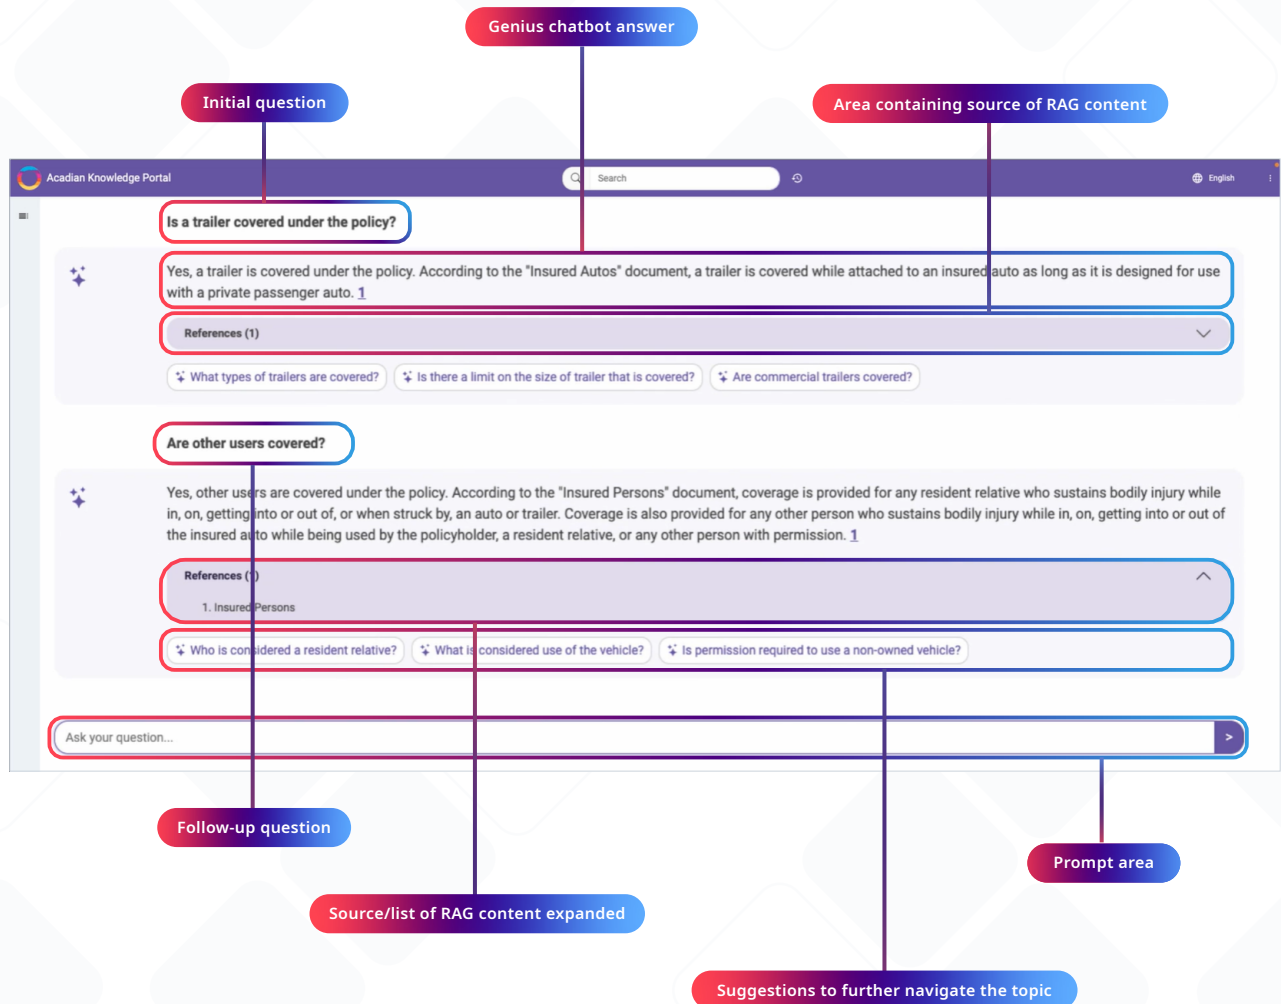 Genius chatbot answer
Initial question
Area containing source of RAG content
Acadian Knowledge Portal
Search
English
Is a trailer covered under the policy?
Yes, a trailer is covered under the policy. According to the "Insured Autos" document, a trailer is covered while attached to an insured auto as long as it is designed for use
with a private passenger auto. 1
References (1)
What types of trailers are covered?
Is there a limit on the size of trailer that is covered?
Are commercial trailers covered?
Are other users covered?
Yes, other users are covered under the policy. According to the "Insured Persons" document, coverage is provided for any resident relative who sustains bodily injury while
in, on, getting into or out of, or when struck by, an auto or trailer. Coverage is also provided for any other person who sustains bodily injury while in, on, getting into or out of
the insured auto while being used by the policyholder, a resident relative, or any other person with permission. 1
References (1)
1. Insured Persons
Who is considered a resident relative?
What is considered use of the vehicle?
Is permission required to use a non-owned vehicle?
Ask your question...
>
Follow-up question
Prompt area
Source/list of RAG content expanded
Suggestions to further navigate the topic